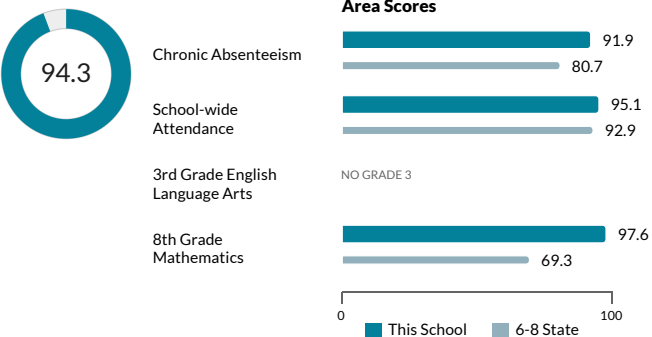 Area Scores
94.3
Chronic Absenteeism
91.9
80.7
School-wide
Attendance
95.1
92.9
3rd Grade English
Language Arts
NO GRADE 3
8th Grade
Mathematics
97.6
69.3
0
100
This School
6-8 State